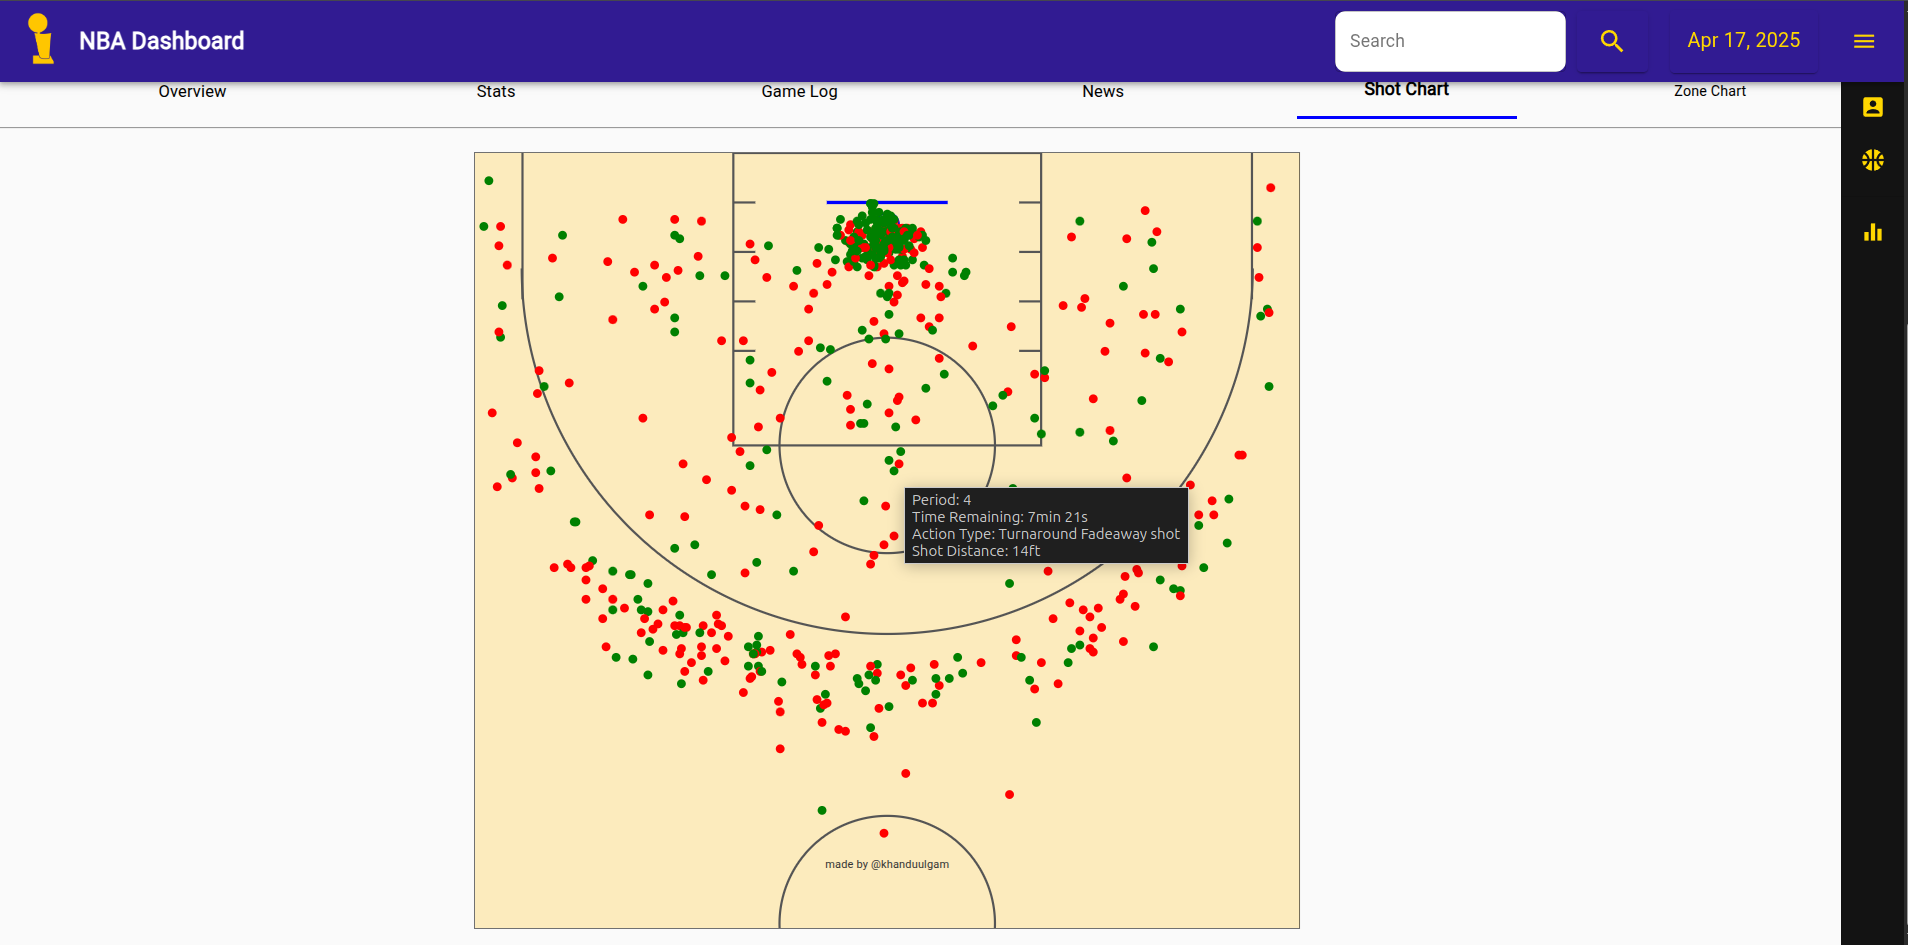 NBA Dashboard
Search
Apr 17, 2025
Overview
Stats
Game Log
News
Shot Chart
Zone Chart
Period: 4
Time Remaining: 7min 21s
Action Type: Turnaround Fadeaway shot
Shot Distance: 14ft
made by @khanduulgam